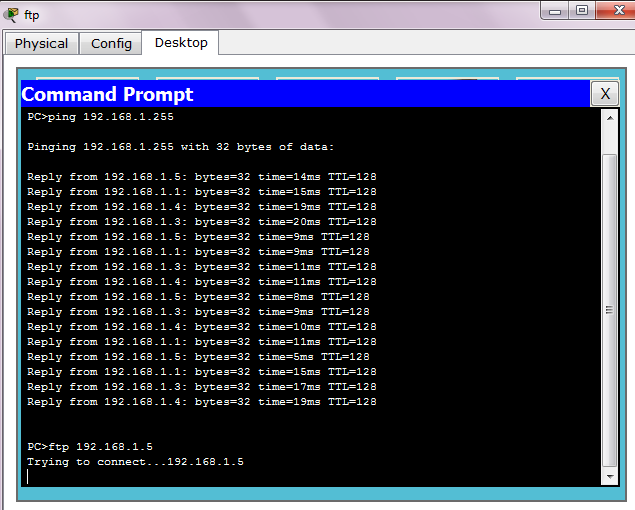 ftp
Physical Config Desktop
Command Prompt X
PC>ping 192.168.1.255
Pinging 192.168.1.255 with 32 bytes of data:
Reply from 192.168.1.5: bytes=32 time=14ms TTL=128
Reply from 192.168.1.1: bytes=32 time=15ms TTL=128
Reply from 192.168.1.4: bytes=32 time=19ms TTL=128
Reply from 192.168.1.3: bytes=32 time=20ms TTL=128
Reply from 192.168.1.5: bytes=32 time=9ms TTL=128
Reply from 192.168.1.1: bytes=32 time=9ms TTL=128
Reply from 192.168.1.3: bytes=32 time=11ms TTL=128
Reply from 192.168.1.4: bytes=32 time=11ms TTL=128
Reply from 192.168.1.5: bytes=32 time=8ms TTL=128
Reply from 192.168.1.3: bytes=32 time=9ms TTL=128
Reply from 192.168.1.4: bytes=32 time=10ms TTL=128
Reply from 192.168.1.1: bytes=32 time=11ms TTL=128
Reply from 192.168.1.5: bytes=32 time=5ms TTL=128
Reply from 192.168.1.1: bytes=32 time=15ms TTL=128
Reply from 192.168.1.3: bytes=32 time=17ms TTL=128
Reply from 192.168.1.4: bytes=32 time=19ms TTL=128
PC>ftp 192.168.1.5
Trying to connect...192.168.1.5